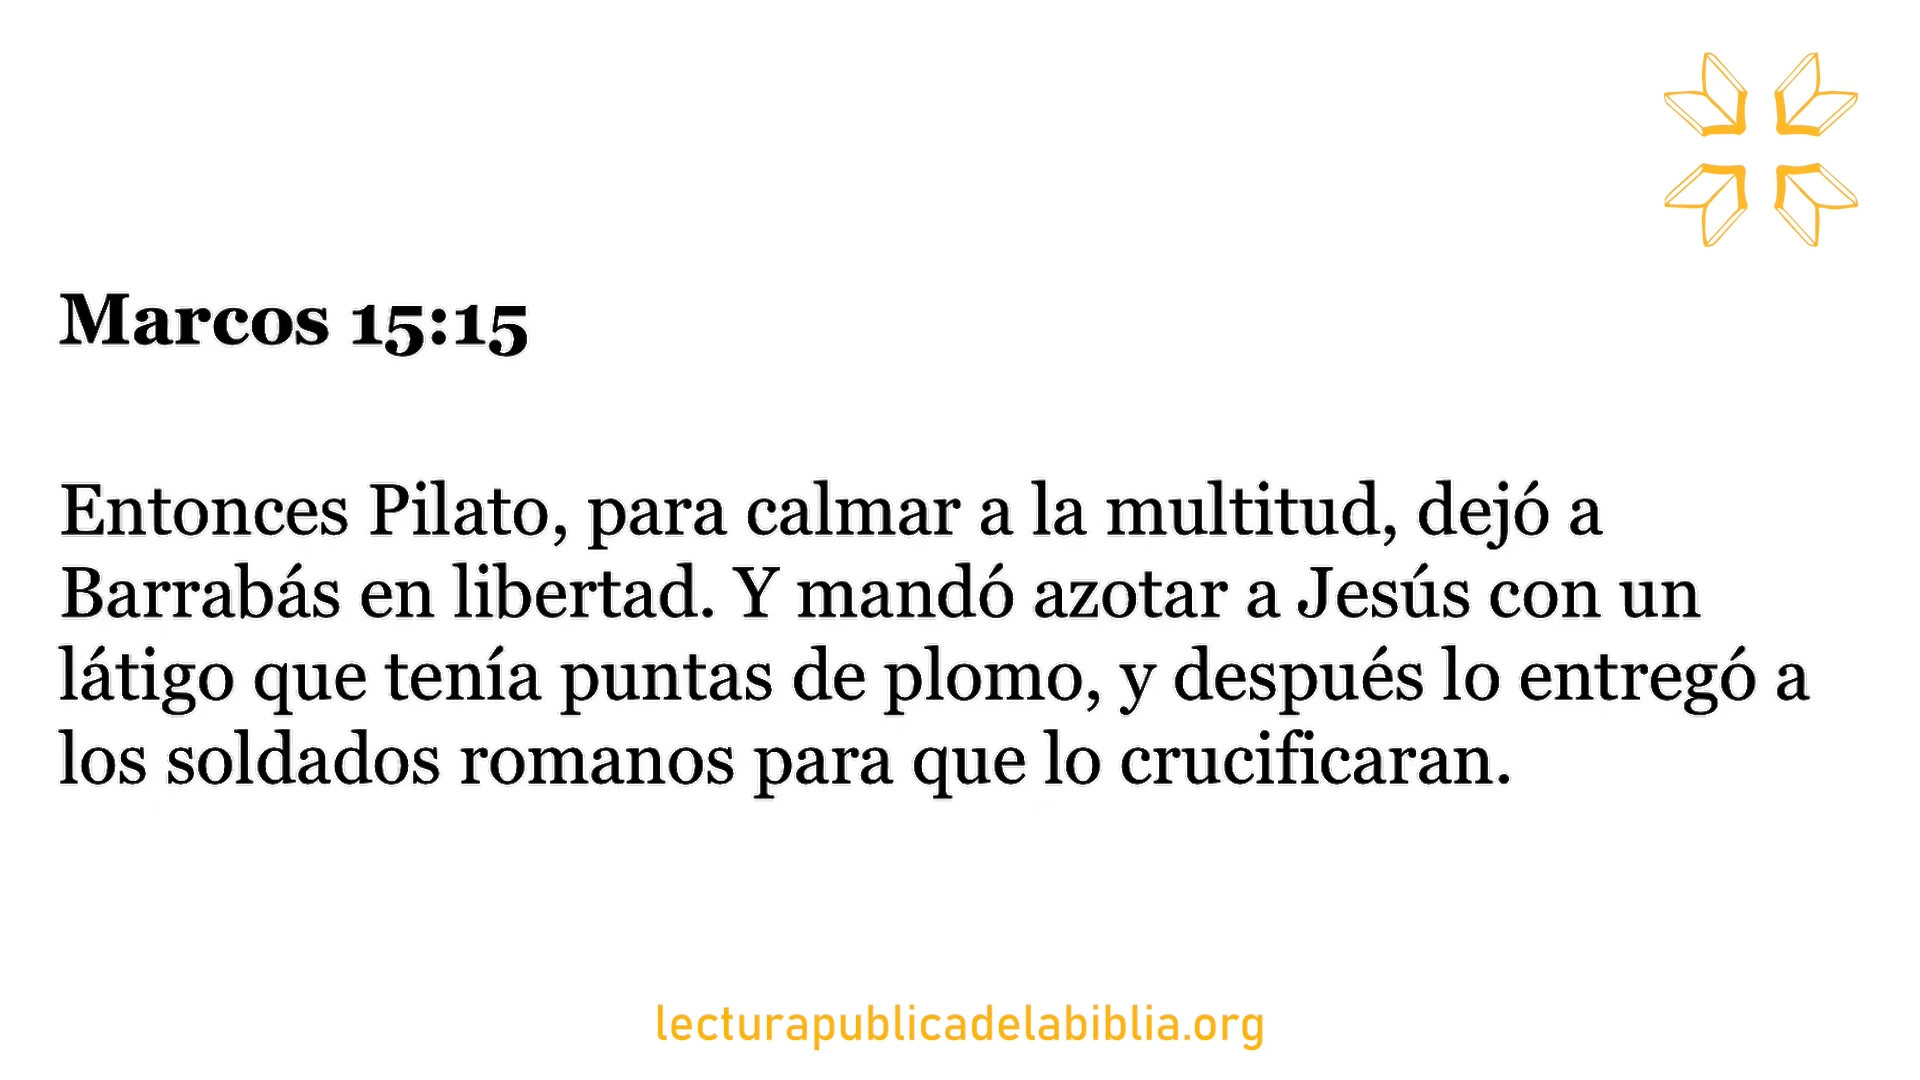 Marcos 15:15
Entonces Pilato, para calmar a la multitud, dejó a
Barrabás en libertad. Y mandó azotar a Jesús con un
látigo que tenía puntas de plomo, y después lo entregó a
los soldados romanos para que lo crucificaran.
lecturapublicadelabiblia.org